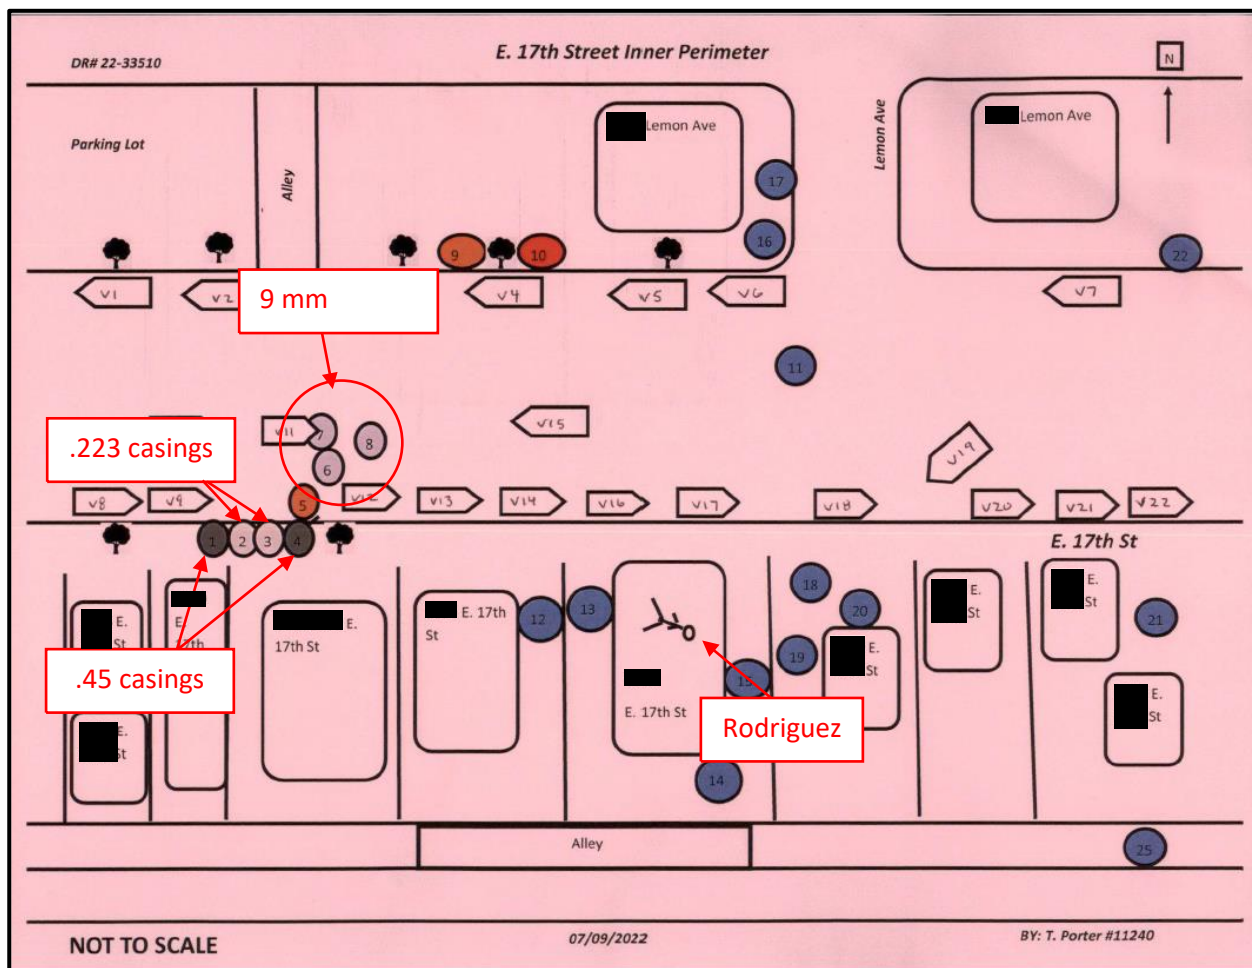 E. 17th Street Inner Perimeter
DR# 22-33510
N
Parking Lot
Alley
Lemon Ave
Lemon Ave
Lemon Ave
17
16
22
9
10
V1
V2
V4
V5
V6
V7
9 mm
11
V11
7
8
6
V15
V19
.223 casings
V8
V9
5
V12
V13
V14
V16
V17
V18
V20
V21
V22
1
2
3
4
E. 17th St
E.
St
E.
17th
E.
17th St
E. 17th
St
12
13
O
E. 17th St
15
18
20
19
E.
St
E.
St
E.
St
21
E.
St
E.
St
.45 casings
Rodriguez
14
Alley
25
NOT TO SCALE
07/09/2022
BY: T. Porter #11240